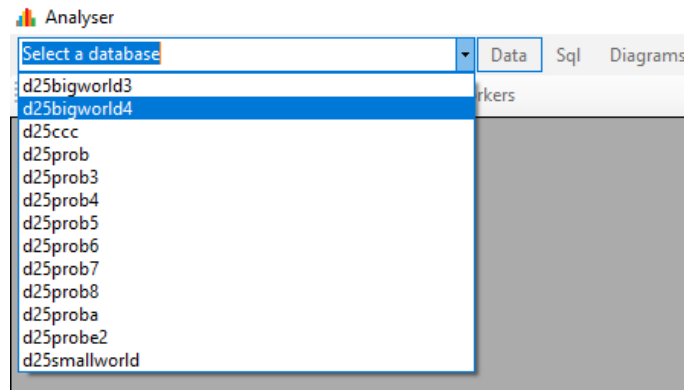 Analyser
Select a database Data Sql Diagrams
d25bigworld3
d25bigworld4 rkers
d25ccc
d25prob
d25prob3
d25prob4
d25prob5
d25prob6
d25prob7
d25prob8
d25proba
d25probe2
d25smallworld